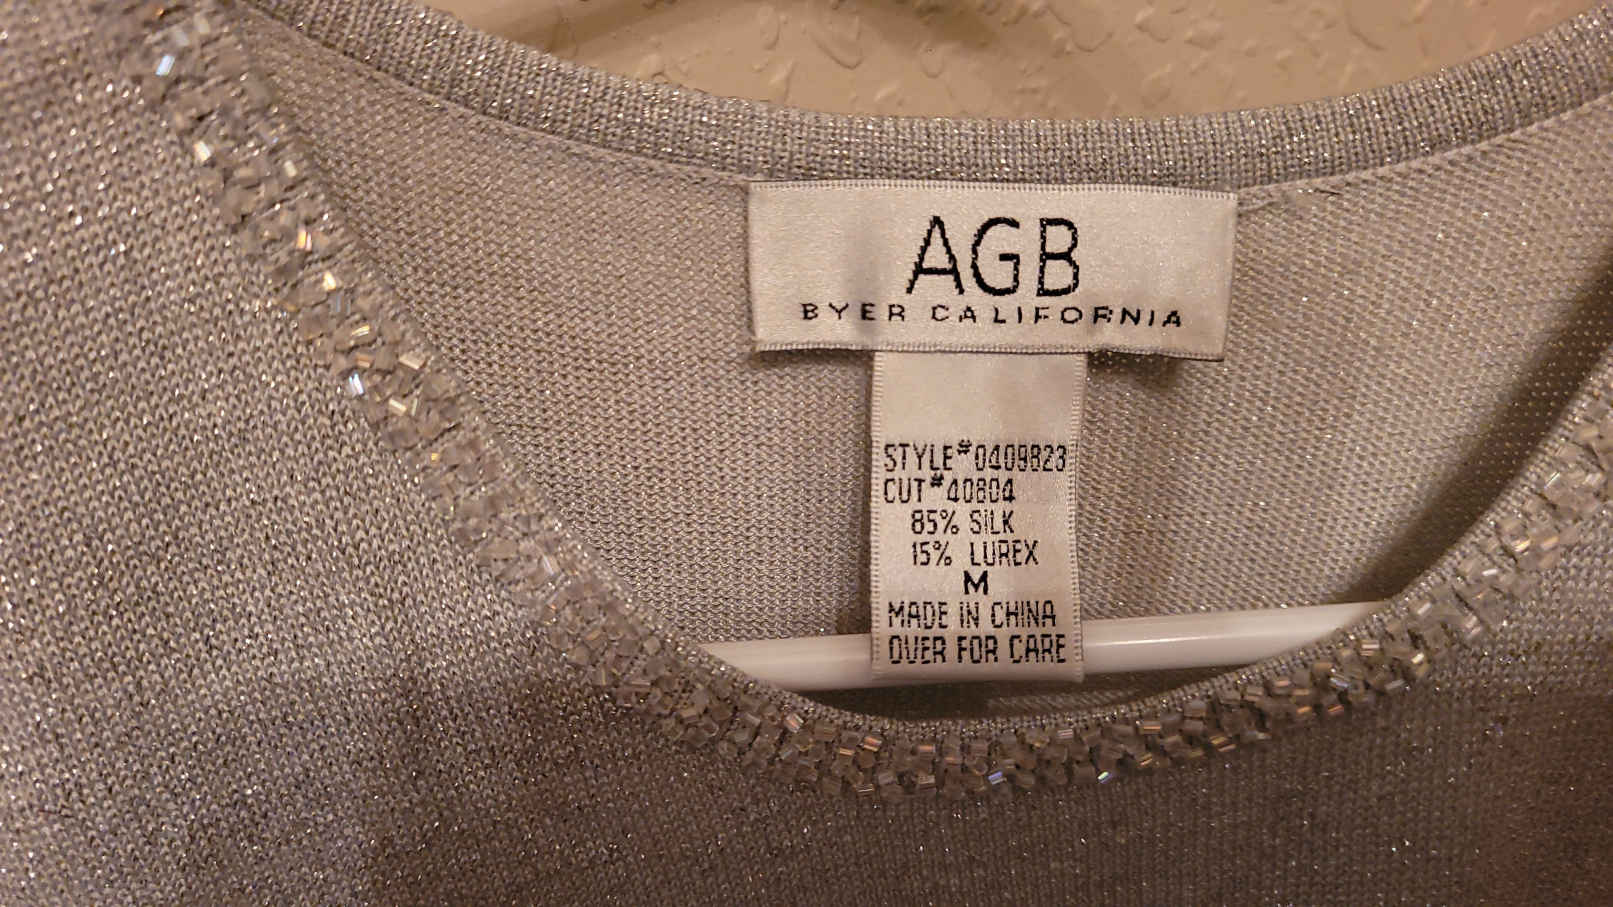 AGB
BYER CALIFORNIA
STYLE#0409823
CUT#40804
85% SILK
15% LUREX
M
MADE IN CHINA
OVER FOR CARE